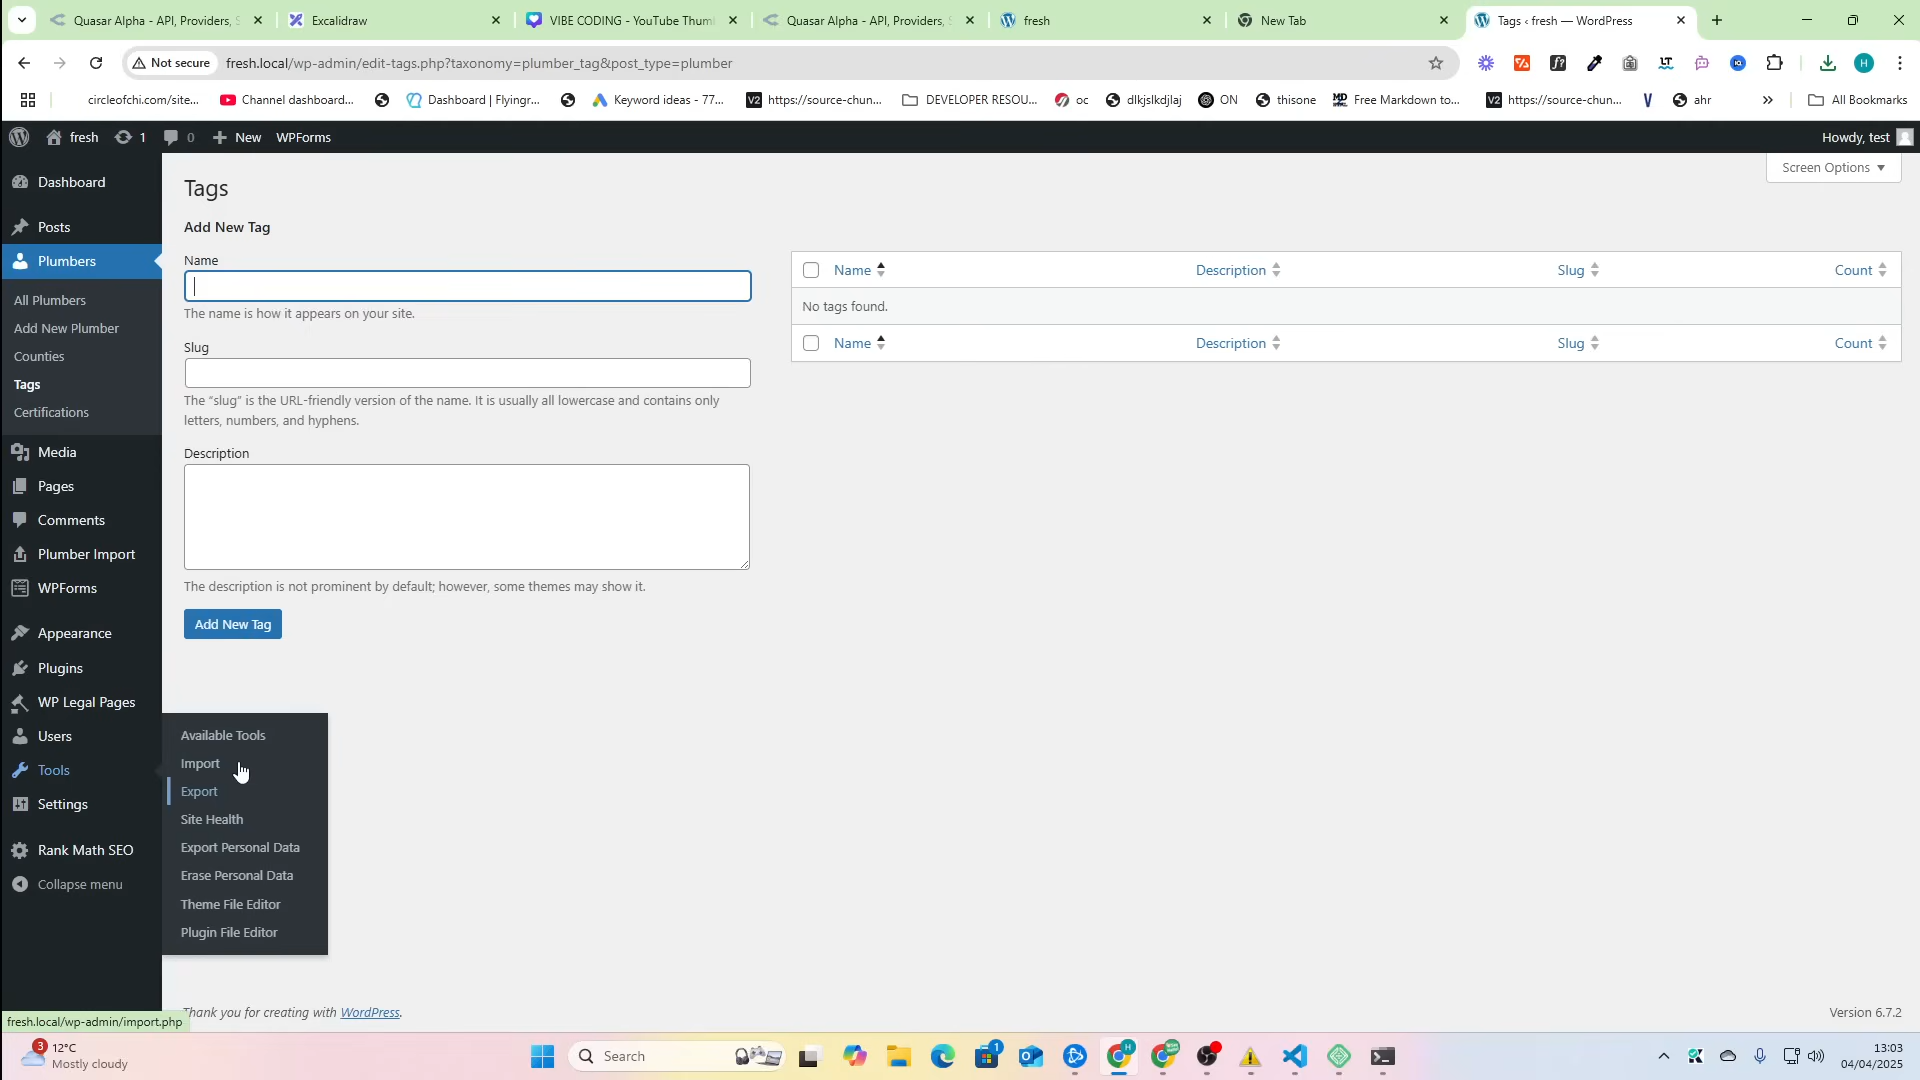 Quasar Alpha - API, Providers, S
Excalidraw
VIBE CODING - YouTube Thum
Quasar Alpha - API, Providers, S
fresh
New Tab
Tags ‹ fresh — WordPress
Not secure
fresh.local/wp-admin/edit-tags.php?taxonomy=plumber_tag&post_type=plumber
circleofchi.com/site...
Channel dashboard...
Dashboard | Flyingr...
Keyword ideas - 77...
https://source-chun...
DEVELOPER RESOU...
oc
dlkjslkdjlaj
ON
thisone
Free Markdown to...
https://source-chun...
ahr
All Bookmarks
fresh
1
0
New
WPForms
Howdy, test
Screen Options
Dashboard
Posts
Plumbers
All Plumbers
Add New Plumber
Counties
Tags
Certifications
Media
Pages
Comments
Plumber Import
WPForms
Appearance
Plugins
WP Legal Pages
Users
Tools
Settings
Rank Math SEO
Collapse menu
Available Tools
Import
Export
Site Health
Export Personal Data
Erase Personal Data
Theme File Editor
Plugin File Editor
Tags
Add New Tag
Name
The name is how it appears on your site.
Slug
The “slug” is the URL-friendly version of the name. It is usually all lowercase and contains only
letters, numbers, and hyphens.
Description
The description is not prominent by default; however, some themes may show it.
Add New Tag
Name
Description
Slug
Count
No tags found.
Name
Description
Slug
Count
Thank you for creating with WordPress.
Version 6.7.2
fresh.local/wp-admin/import.php
3
12°C
Mostly cloudy
Search
1
H
13:03
04/04/2025